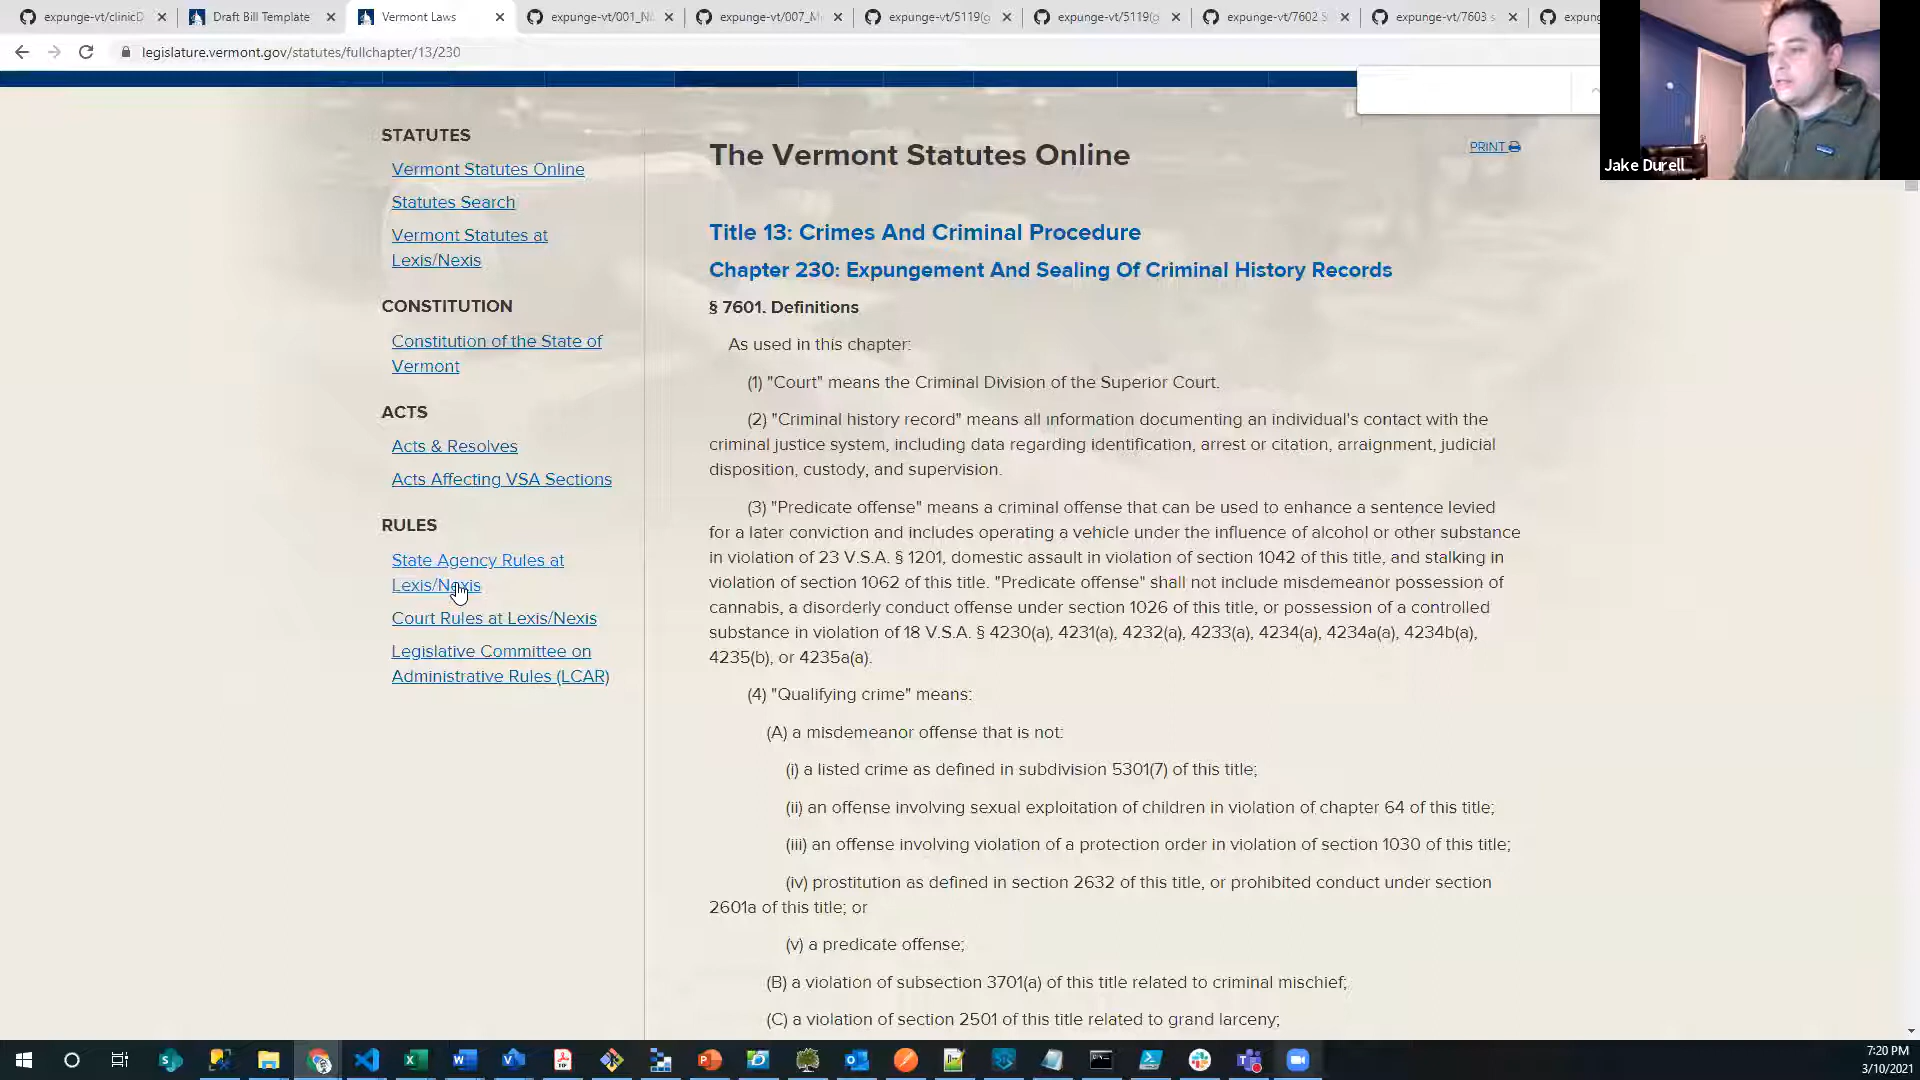 expunge-vt/clinicD
Draft Bill Template
Vermont Laws
expunge-vt/001_N
expunge-vt/007_M
expunge-vt/5119(g
expunge-vt/5119(g
expunge-vt/7602 S
expunge-vt/7603 s
expung
legislature.vermont.gov/statutes/fullchapter/13/230
Jake Durell
STATUTES
Vermont Statutes Online
Statutes Search
Vermont Statutes at
Lexis/Nexis
CONSTITUTION
Constitution of the State of
Vermont
ACTS
Acts & Resolves
Acts Affecting VSA Sections
RULES
State Agency Rules at
Lexis/Nexis
Court Rules at Lexis/Nexis
Legislative Committee on
Administrative Rules (LCAR)
The Vermont Statutes Online
PRINT
Title 13: Crimes And Criminal Procedure
Chapter 230: Expungement And Sealing Of Criminal History Records
§ 7601. Definitions
As used in this chapter:
(1) "Court" means the Criminal Division of the Superior Court.
(2) "Criminal history record" means all information documenting an individual's contact with the
criminal justice system, including data regarding identification, arrest or citation, arraignment, judicial
disposition, custody, and supervision.
(3) "Predicate offense" means a criminal offense that can be used to enhance a sentence levied
for a later conviction and includes operating a vehicle under the influence of alcohol or other substance
in violation of 23 V.S.A. § 1201, domestic assault in violation of section 1042 of this title, and stalking in
violation of section 1062 of this title. "Predicate offense" shall not include misdemeanor possession of
cannabis, a disorderly conduct offense under section 1026 of this title, or possession of a controlled
substance in violation of 18 V.S.A. § 4230(a), 4231(a), 4232(a), 4233(a), 4234(a), 4234a(a), 4234b(a),
4235(b), or 4235a(a).
(4) "Qualifying crime" means:
(A) a misdemeanor offense that is not:
(i) a listed crime as defined in subdivision 5301(7) of this title;
(ii) an offense involving sexual exploitation of children in violation of chapter 64 of this title;
(iii) an offense involving violation of a protection order in violation of section 1030 of this title;
(iv) prostitution as defined in section 2632 of this title, or prohibited conduct under section
2601a of this title; or
(v) a predicate offense;
(B) a violation of subsection 3701(a) of this title related to criminal mischief;
(C) a violation of section 2501 of this title related to grand larceny;
7:20 PM
3/10/2021